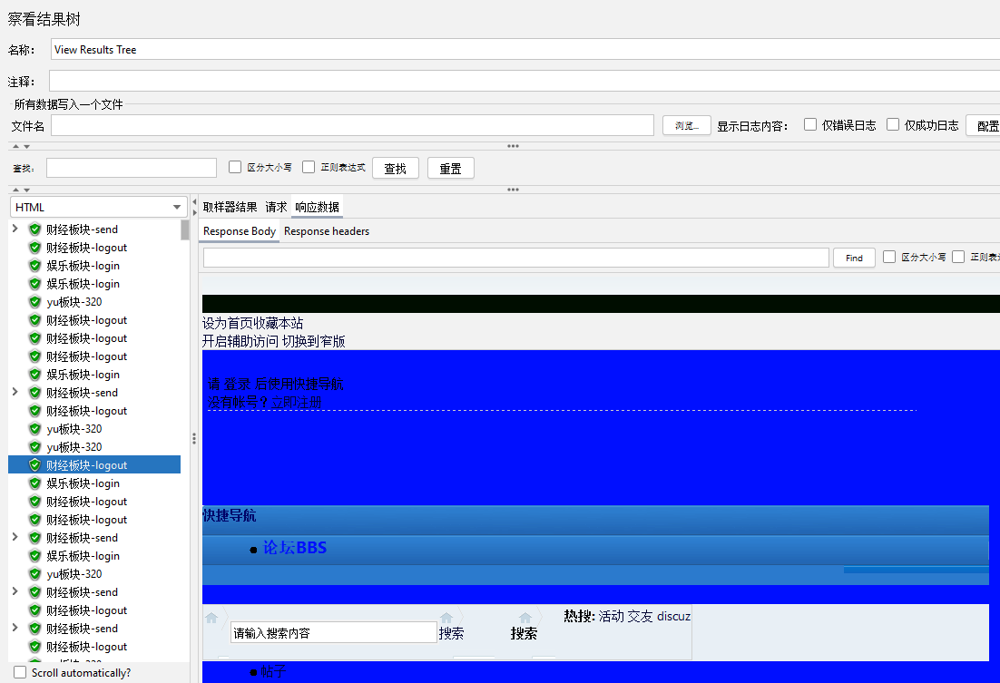 察看结果树
名称： View Results Tree
注释：
所有数据写入一个文件
文件名 浏览... 显示日志内容： 仅错误日志 仅成功日志 配置
查找： 区分大小写 正则表达式 查找 重置
HTML
财经板块-send
财经板块-logout
娱乐板块-login
娱乐板块-login
yu板块-320
财经板块-logout
财经板块-logout
财经板块-logout
娱乐板块-login
财经板块-send
财经板块-logout
yu板块-320
yu板块-320
财经板块-logout
娱乐板块-login
财经板块-logout
财经板块-logout
财经板块-send
娱乐板块-login
yu板块-320
财经板块-send
财经板块-logout
财经板块-send
财经板块-logout
Scroll automatically?
取样器结果 请求 响应数据
Response Body Response headers
Find 区分大小写 正则表
设为首页收藏本站
开启辅助访问 切换到窄版
请 登录 后使用快捷导航
没有帐号？立即注册
快捷导航
论坛BBS
请输入搜索内容 搜索 搜索 热搜: 活动 交友 discuz
帖子